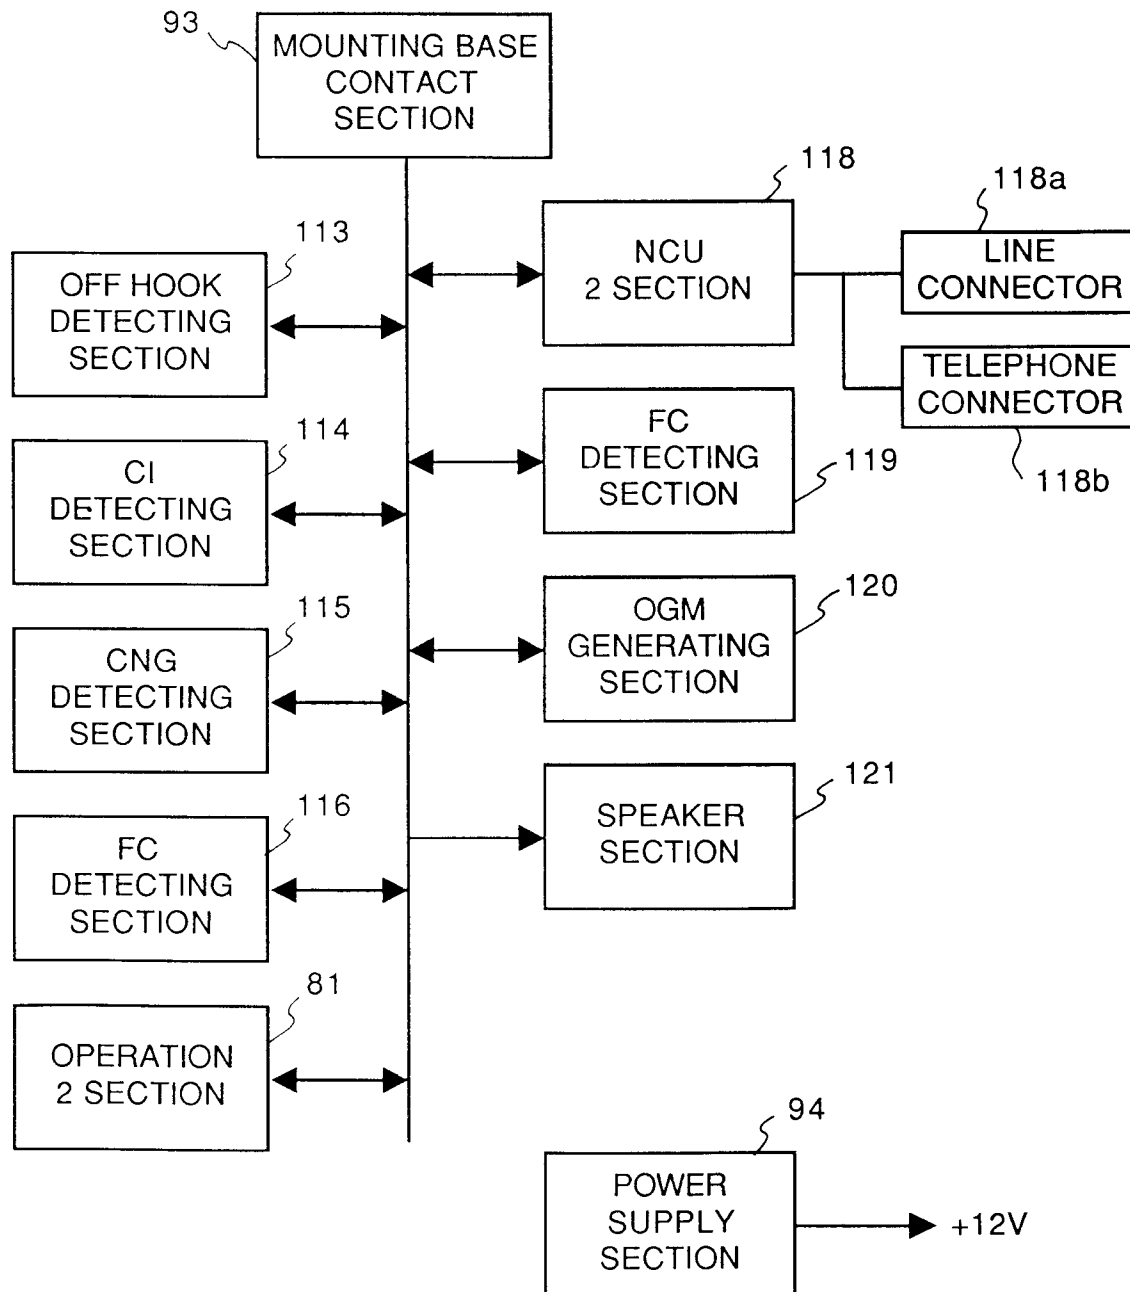 93
MOUNTING BASE
CONTACT
SECTION
118
NCU
2 SECTION
118a
LINE
CONNECTOR
TELEPHONE
CONNECTOR
118b
113
OFF HOOK
DETECTING
SECTION
FC
DETECTING
SECTION
119
114
CI
DETECTING
SECTION
OGM
GENERATING
SECTION
120
115
CNG
DETECTING
SECTION
SPEAKER
SECTION
121
116
FC
DETECTING
SECTION
81
OPERATION
2 SECTION
94
POWER
SUPPLY
SECTION
+12V